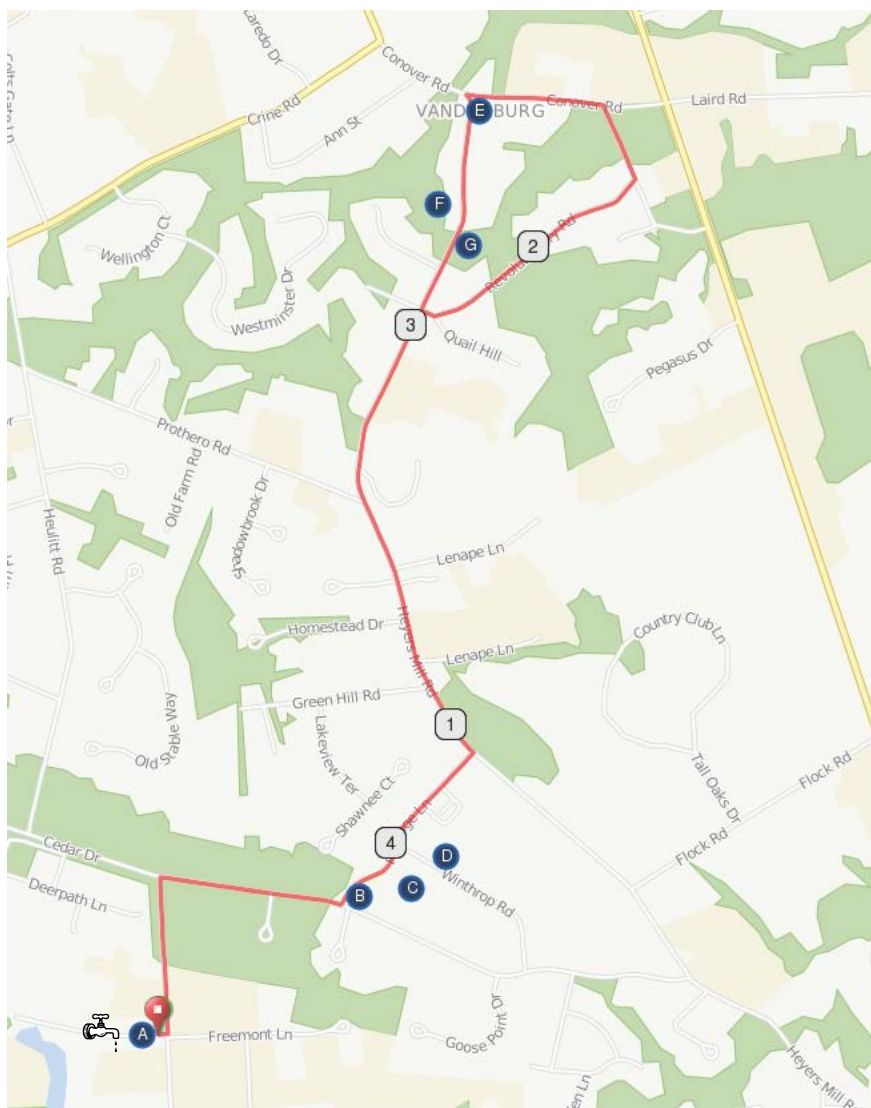 Laredo Dr
Conover Rd
Crine Rd
Ann St
VAND
BURG
E
Conover Rd
Laird Rd
F
Wellington Ct
G
2
Westminster Dr
3
Quail Hill
Pegasus Dr
Prothero Rd
Old Farm Rd
Shadowbrook Dr
Heulitt Rd
Lenape Ln
Homestead Dr
Heyers Mill Rd
Country Club Ln
Lenape Ln
Green Hill Rd
Lakeview Ter
1
Old Stable Way
Tall Oaks Dr
Flock Rd
Shawnee Ct
4
Cedar Dr
D
Flock Rd
Deerpath Ln
B
C
Winthrop Rd
A
Freemont Ln
Goose Point Dr
Heyers Mill Rd